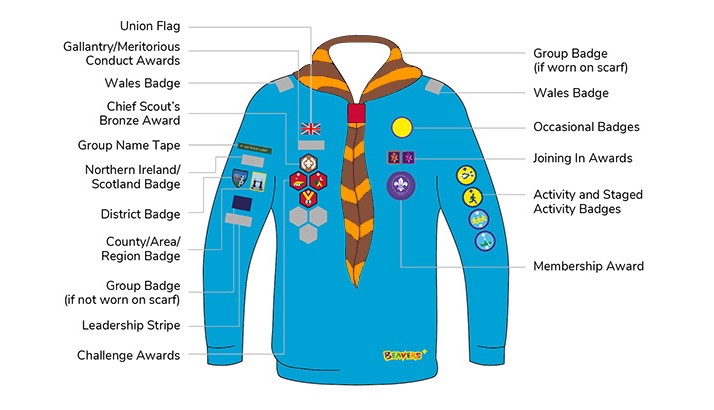 Union Flag
Gallantry/Meritorious
Conduct Awards
Wales Badge
Chief Scout's
Bronze Award
Group Name Tape
Northern Ireland/
Scotland Badge
District Badge
County/Area/
Region Badge
Group Badge
(if not worn on scarf)
Leadership Stripe
Challenge Awards
Group Badge
(if worn on scarf)
Wales Badge
Occasional Badges
Joining In Awards
Activity and Staged
Activity Badges
Membership Award
BEAVERS